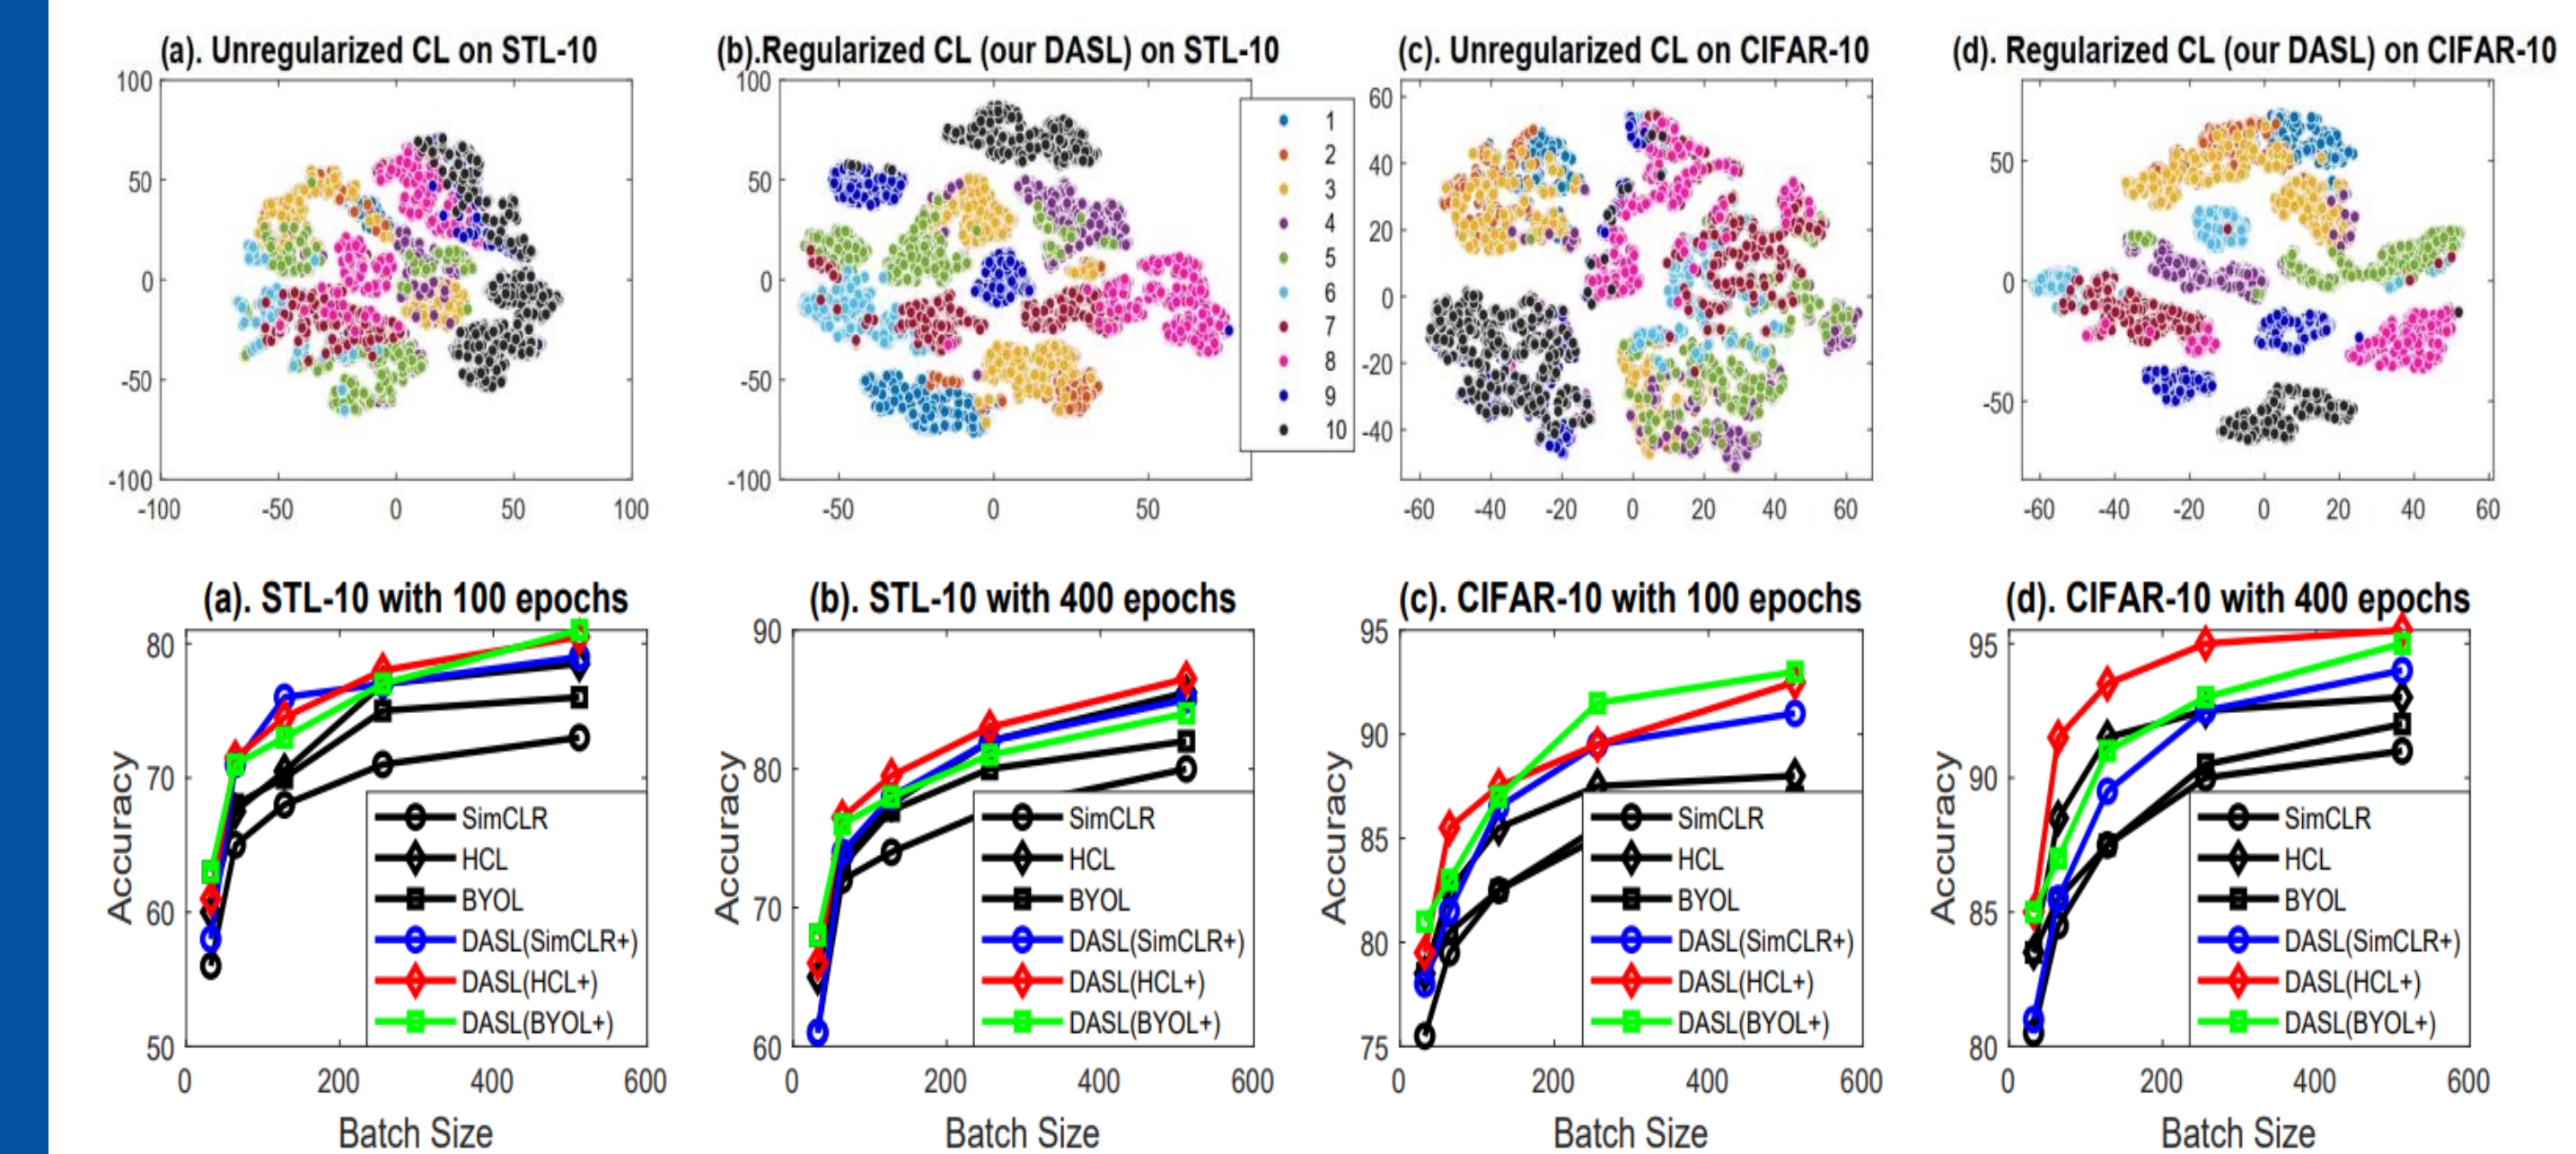 (a). Unregularized CL on STL-10
100
50
0
-50
-100
-100 -50 0 50 100
(b).Regularized CL (our DASL) on STL-10
100
50
0
-50
-100
-50 0 50
1
2
3
4
5
6
7
8
9
10
(c). Unregularized CL on CIFAR-10
60
40
20
0
-20
-40
-60 -40 -20 0 20 40 60
(d). Regularized CL (our DASL) on CIFAR-10
50
0
-50
-60 -40 -20 0 20 40 60
(a). STL-10 with 100 epochs
Accuracy
80
70
60
50
SimCLR
HCL
BYOL
DASL(SimCLR+)
DASL(HCL+)
DASL(BYOL+)
0 200 400 600
Batch Size
(b). STL-10 with 400 epochs
Accuracy
90
80
70
60
SimCLR
HCL
BYOL
DASL(SimCLR+)
DASL(HCL+)
DASL(BYOL+)
0 200 400 600
Batch Size
(c). CIFAR-10 with 100 epochs
Accuracy
95
90
85
80
75
SimCLR
HCL
BYOL
DASL(SimCLR+)
DASL(HCL+)
DASL(BYOL+)
0 200 400 600
Batch Size
(d). CIFAR-10 with 400 epochs
Accuracy
95
90
85
80
SimCLR
HCL
BYOL
DASL(SimCLR+)
DASL(HCL+)
DASL(BYOL+)
0 200 400 600
Batch Size